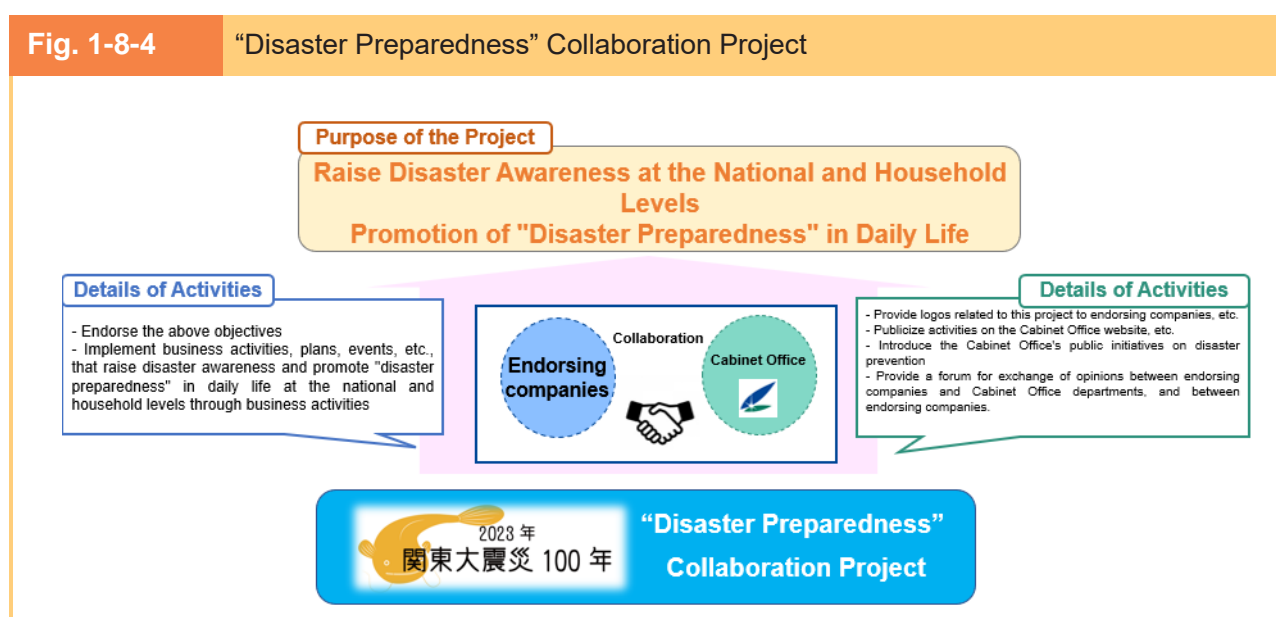 Fig. 1-8-4
“Disaster Preparedness” Collaboration Project
Purpose of the Project
Raise Disaster Awareness at the National and Household
Levels
Promotion of "Disaster Preparedness" in Daily Life
Details of Activities
- Endorse the above objectives
- Implement business activities, plans, events, etc.,
that raise disaster awareness and promote "disaster
preparedness" in daily life at the national and
household levels through business activities
Endorsing
companies
Collaboration
Cabinet Office
Details of Activities
- Provide logos related to this project to endorsing companies, etc.
- Publicize activities on the Cabinet Office website, etc.
- Introduce the Cabinet Office's public initiatives on disaster
prevention
- Provide a forum for exchange of opinions between endorsing
companies and Cabinet Office departments, and between
endorsing companies.
2023 年
関東大震災 100 年
“Disaster Preparedness”
Collaboration Project